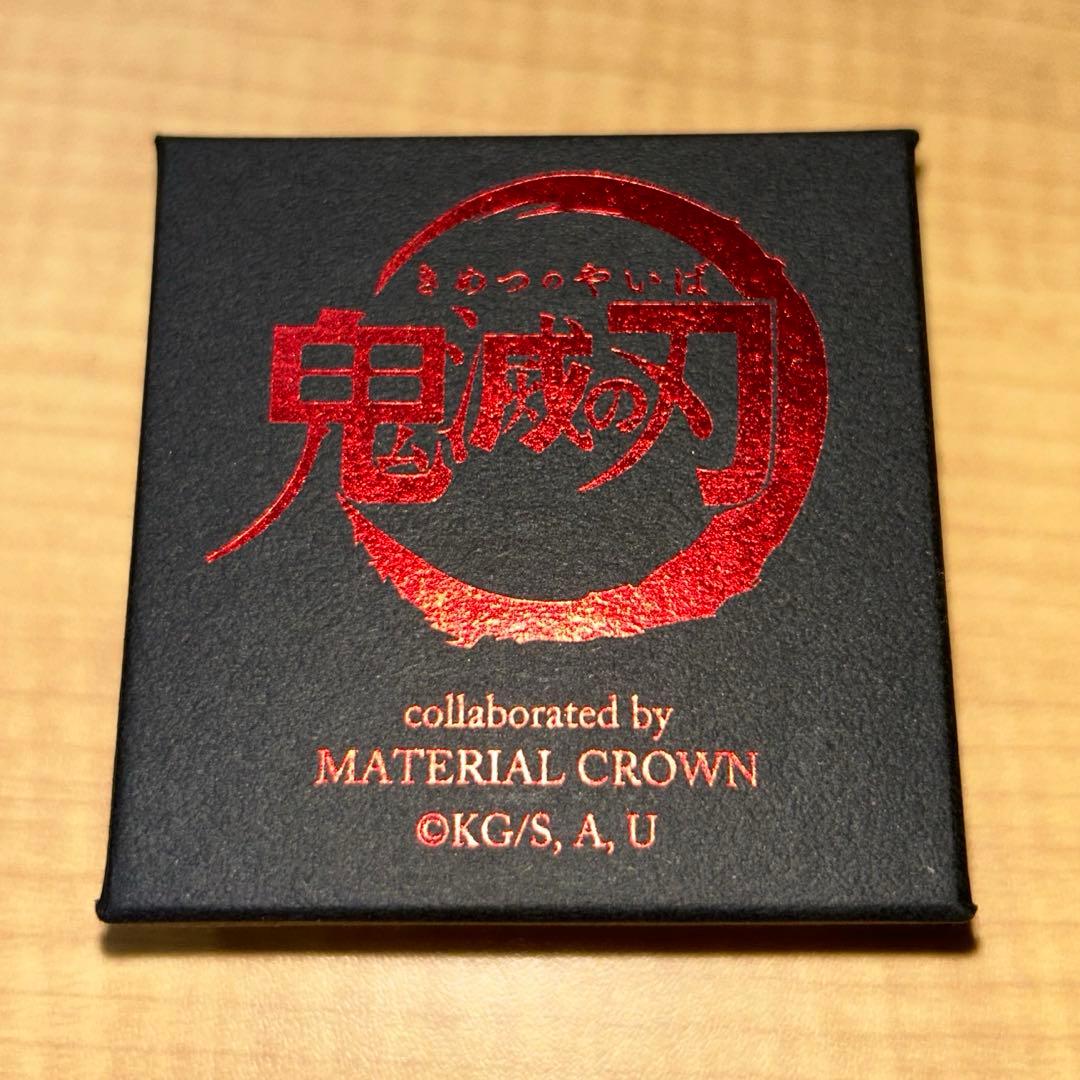 きめつのやいば
鬼滅の刃
collaborated by
MATERIAL CROWN
©KG/S, A, U